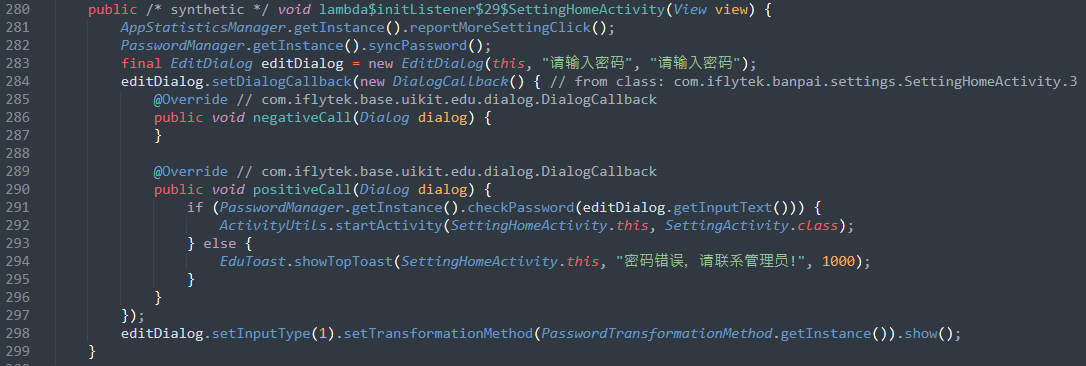 280 public /* synthetic */ void lambda$initListener$29$SettingHomeActivity(View view) {
281 AppStatisticsManager.getInstance().reportMoreSettingClick();
282 PasswordManager.getInstance().syncPassword();
283 final EditDialog editDialog = new EditDialog(this, "请输入密码", "请输入密码");
284 editDialog.setDialogCallback(new DialogCallback() { // from class: com.iflytek.banpai.settings.SettingHomeActivity.3
285 @Override // com.iflytek.base.uikit.edu.dialog.DialogCallback
286 public void negativeCall(Dialog dialog) {
287 }
288
289 @Override // com.iflytek.base.uikit.edu.dialog.DialogCallback
290 public void positiveCall(Dialog dialog) {
291 if (PasswordManager.getInstance().checkPassword(editDialog.getInputText())) {
292 ActivityUtils.startActivity(SettingHomeActivity.this, SettingActivity.class);
293 } else {
294 EduToast.showTopToast(SettingHomeActivity.this, "密码错误，请联系管理员!", 1000);
295 }
296 }
297 });
298 editDialog.setInputType(1).setTransformationMethod(PasswordTransformationMethod.getInstance()).show();
299 }